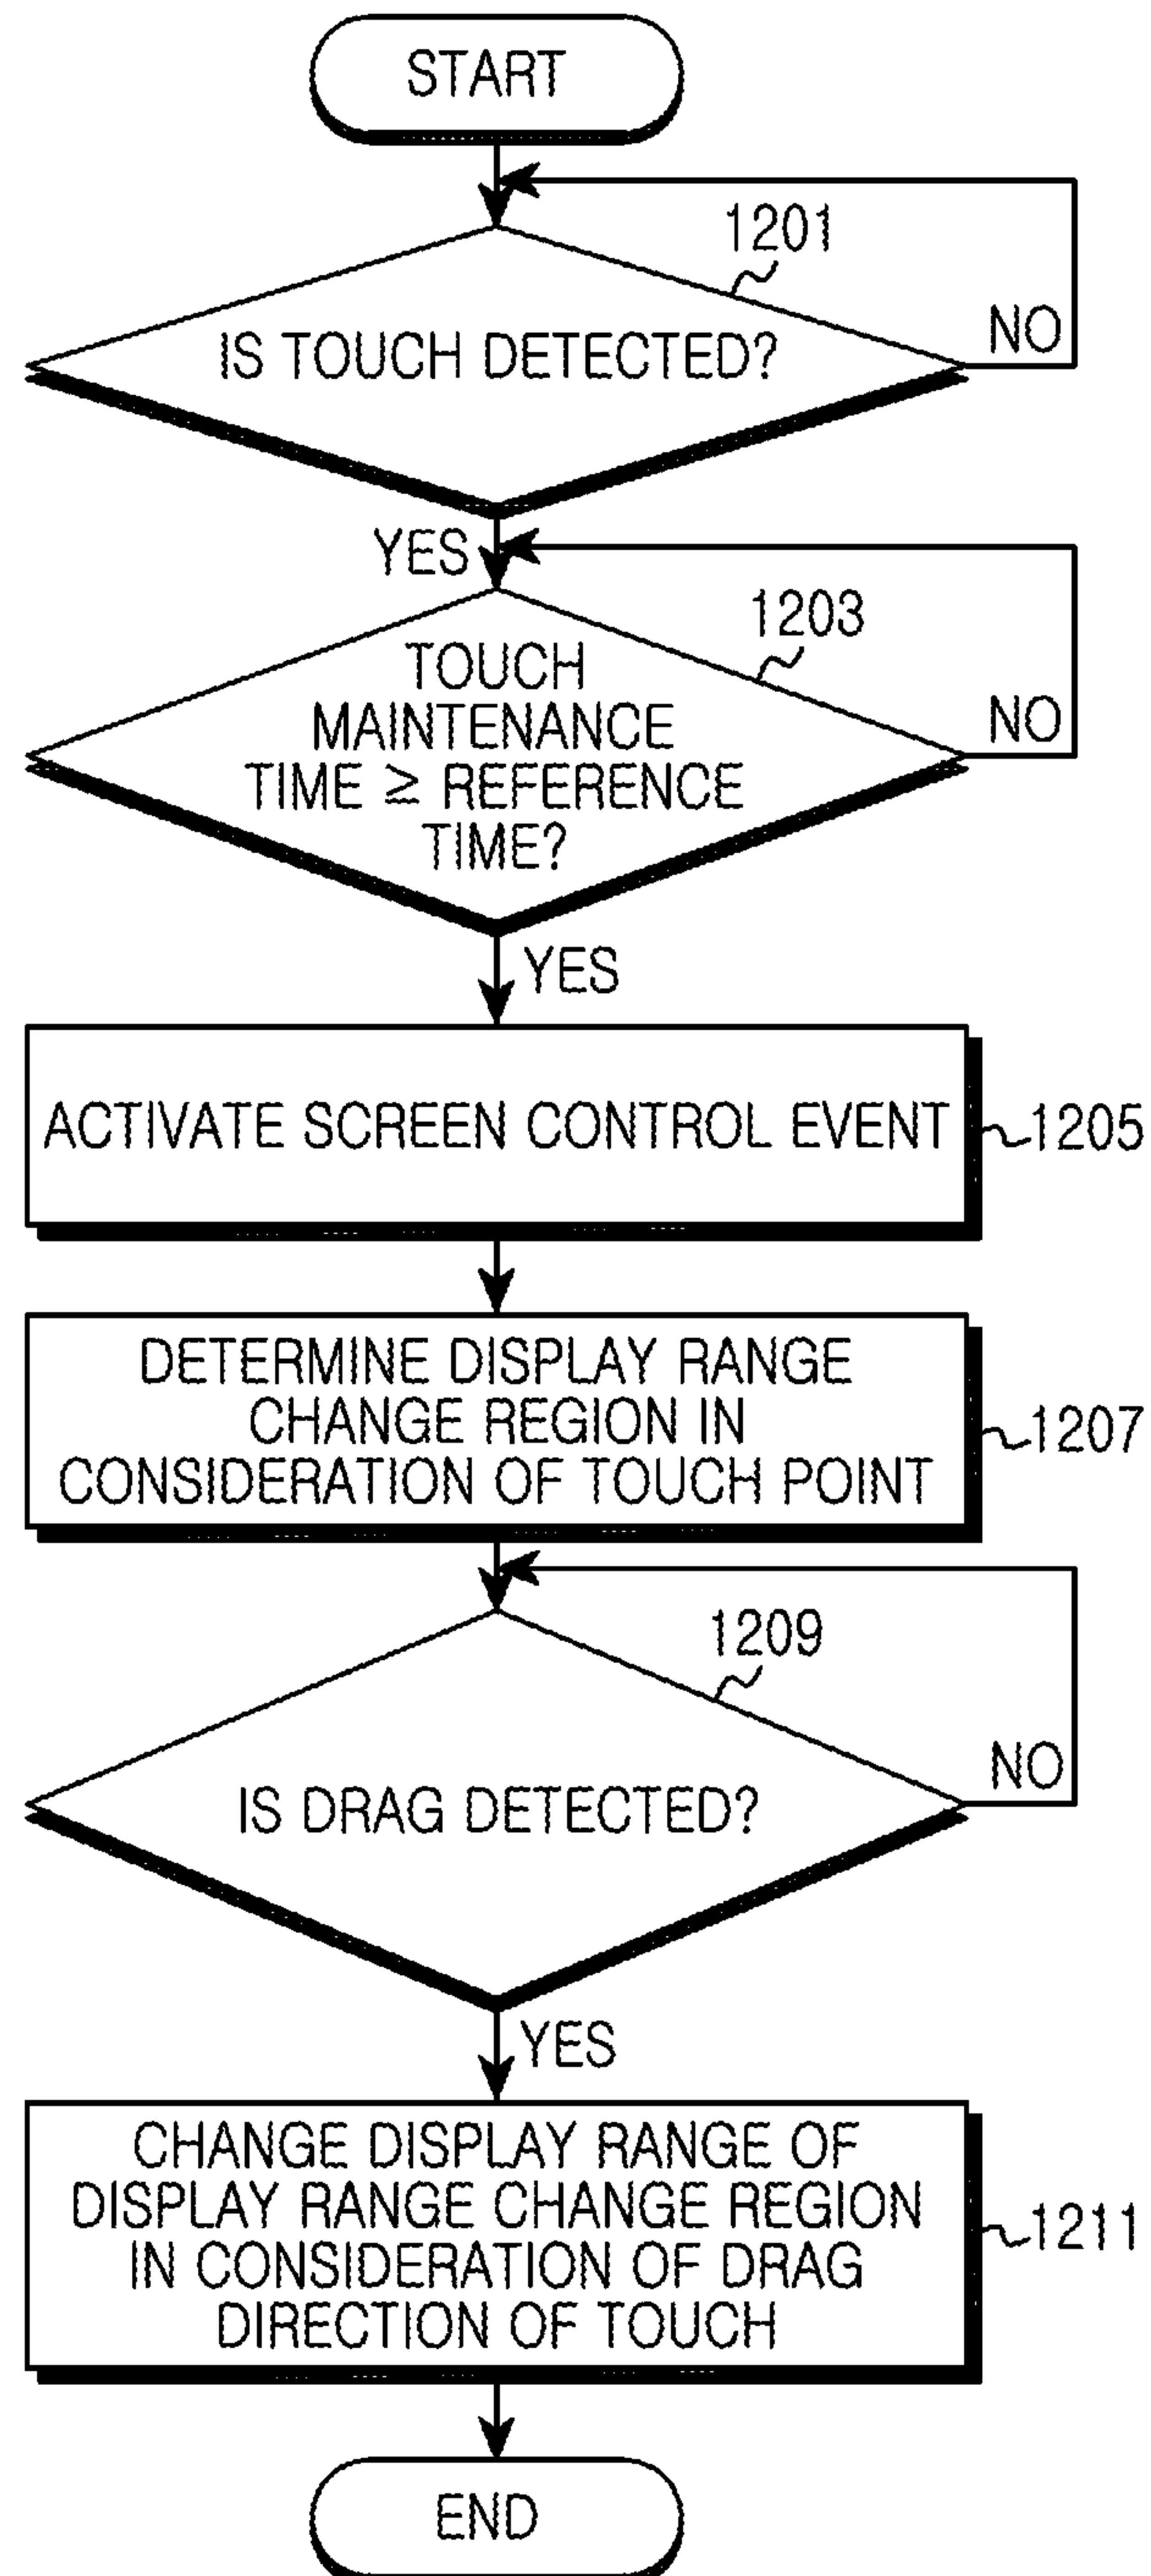 START
1201
IS TOUCH DETECTED?
NO
YES
1203
TOUCH
MAINTENANCE
TIME ≥ REFERENCE
TIME?
NO
YES
ACTIVATE SCREEN CONTROL EVENT
1205
DETERMINE DISPLAY RANGE
CHANGE REGION IN
CONSIDERATION OF TOUCH POINT
1207
1209
IS DRAG DETECTED?
NO
YES
CHANGE DISPLAY RANGE OF
DISPLAY RANGE CHANGE REGION
IN CONSIDERATION OF DRAG
DIRECTION OF TOUCH
1211
END